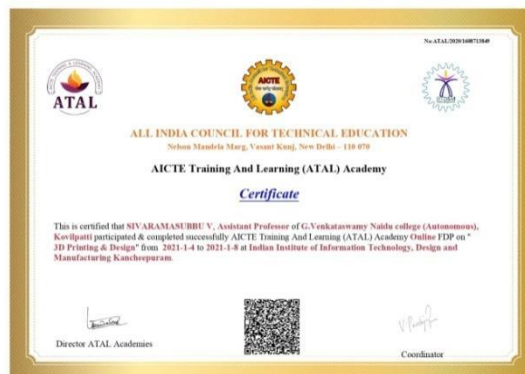 No:ATAL/2020/1608713849
ATAL
AICTE
ALL INDIA COUNCIL FOR TECHNICAL EDUCATION
Nelson Mandela Marg, Vasant Kunj, New Delhi – 110 070
AICTE Training And Learning (ATAL) Academy
Certificate
This is certified that SIVARAMASUBBU V, Assistant Professor of G.Venkataswamy Naidu college (Autonomous),
Kovilpatti participated & completed successfully AICTE Training And Learning (ATAL) Academy Online FDP on "
3D Printing & Design" from 2021-1-4 to 2021-1-8 at Indian Institute of Information Technology, Design and
Manufacturing Kancheepuram.
Director ATAL Academies
Coordinator